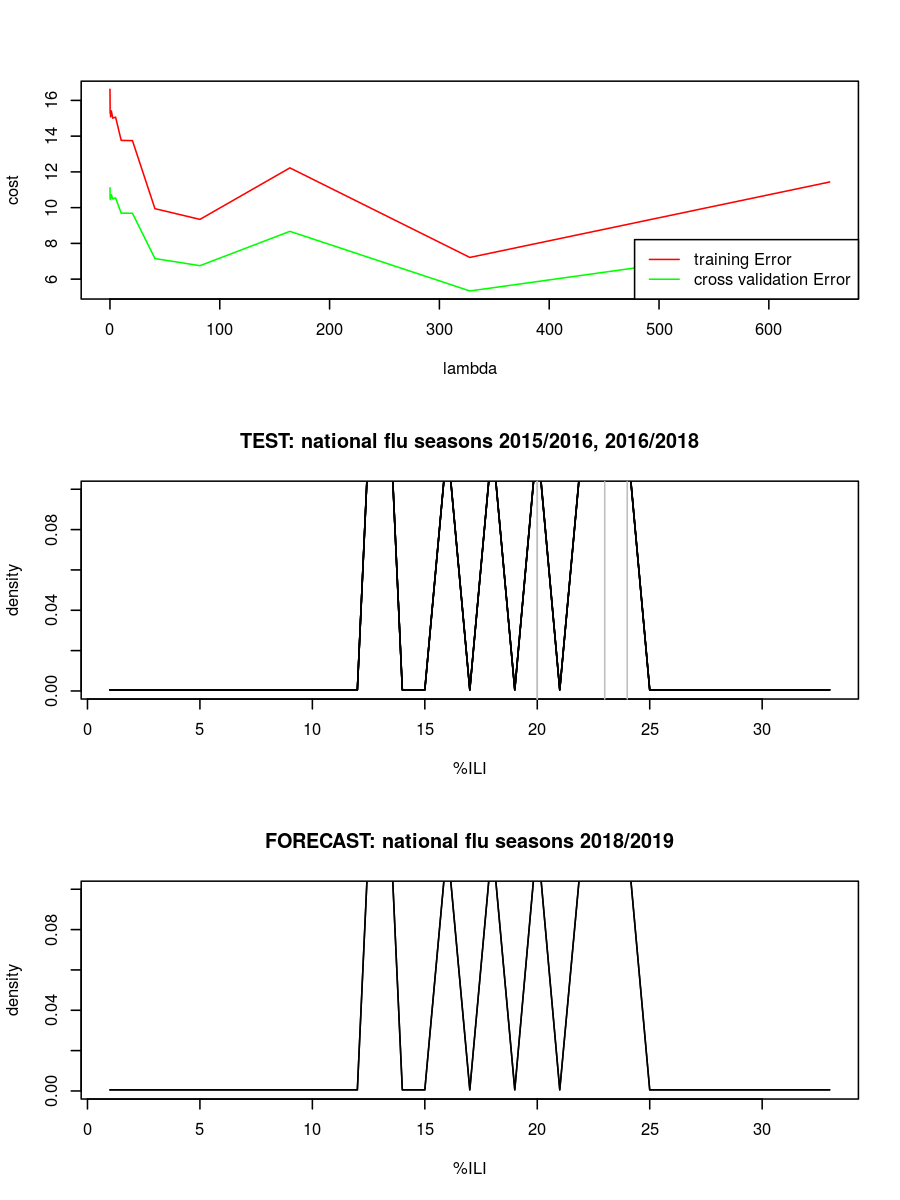 16
14
12
10
8
6
cost
0 100 200 300 400 500 600
lambda
training Error
cross validation Error
TEST: national flu seasons 2015/2016, 2016/2018
0.08
0.04
0.00
density
0 5 10 15 20 25 30
%ILI
FORECAST: national flu seasons 2018/2019
0.08
0.04
0.00
density
0 5 10 15 20 25 30
%ILI